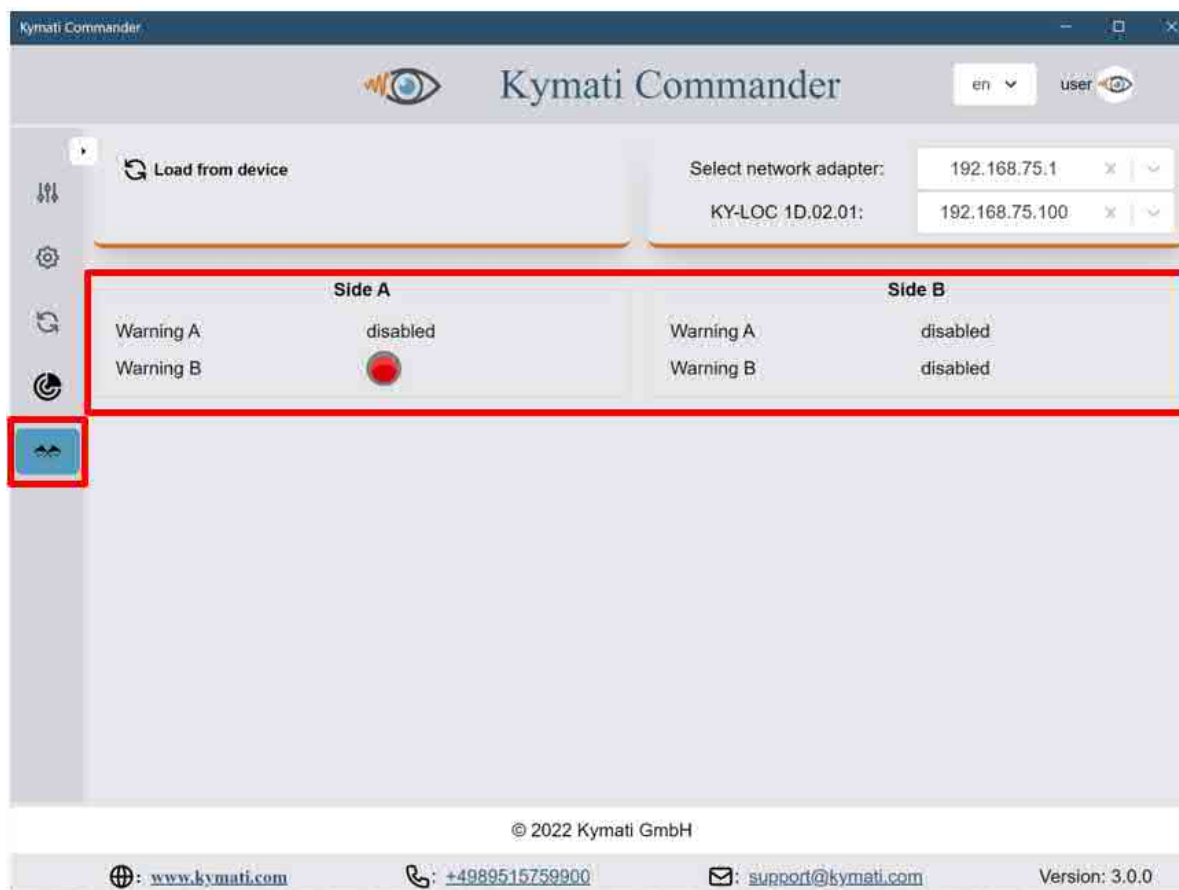 Kymati Commander
Kymati Commander
en
user
Load from device
Select network adapter:
192.168.75.1
KY-LOC 1D.02.01:
192.168.75.100
Side A
Warning A disabled
Warning B
Side B
Warning A disabled
Warning B disabled
© 2022 Kymati GmbH
: www.kymati.com : +4989515759900 : support@kymati.com Version: 3.0.0